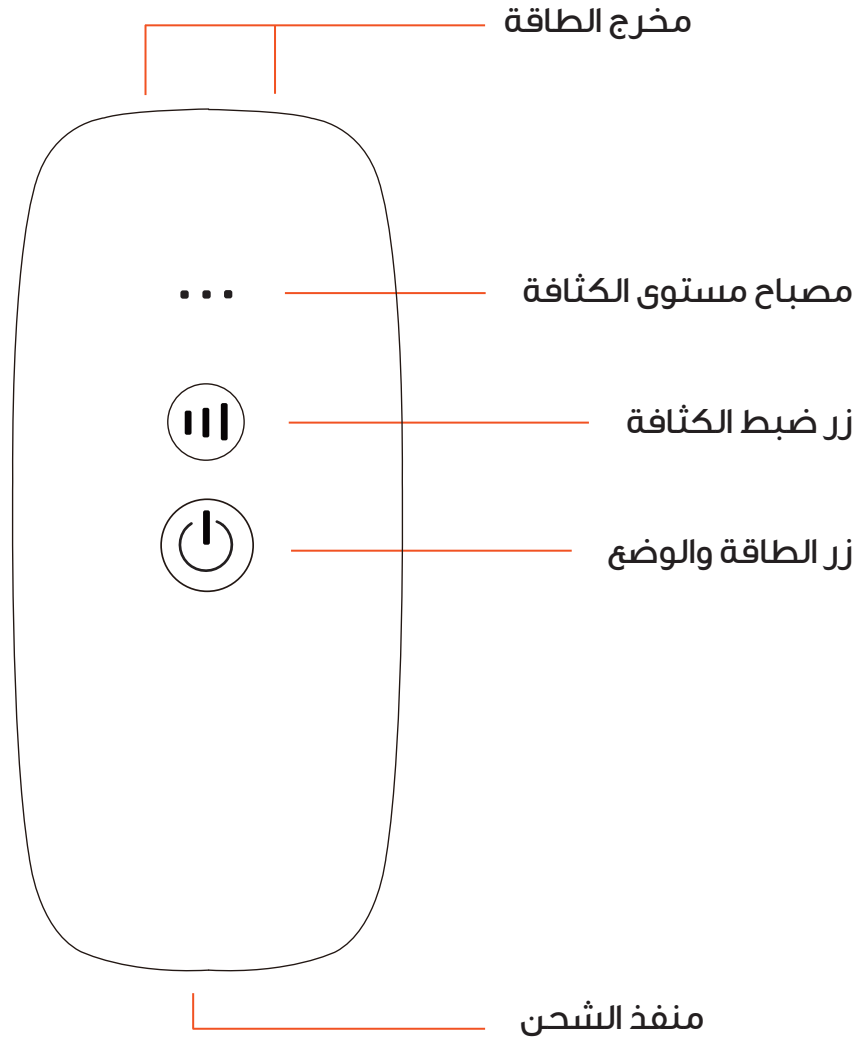 مخرج الطاقة
مصباح مستوى الكثافة
زر ضبط الكثافة
زر الطاقة والوضع
منفذ الشحن